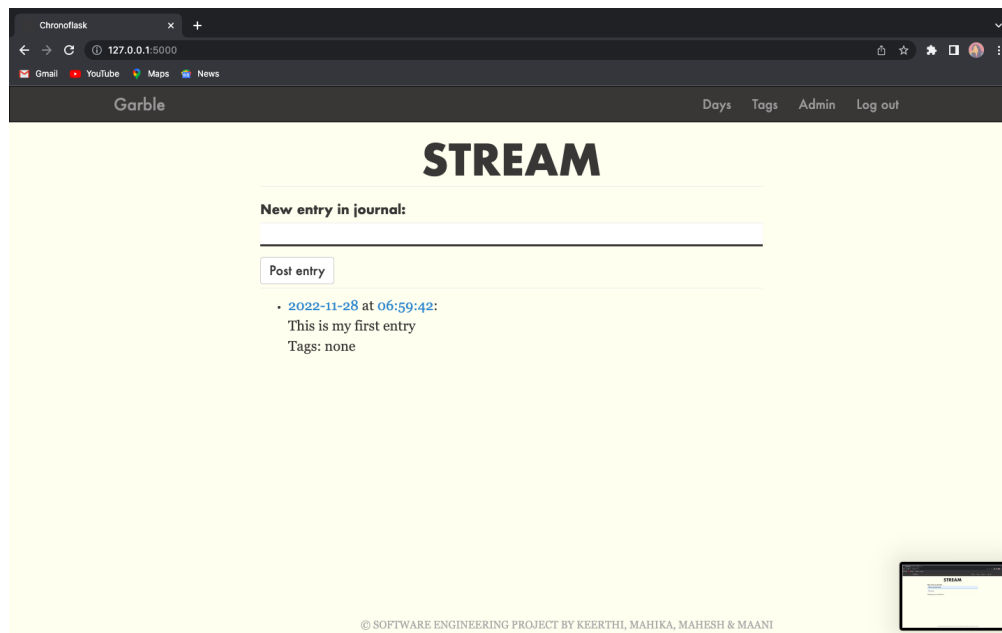 Chronoflask
127.0.0.1:5000
Gmail YouTube Maps News
Garble Days Tags Admin Log out
STREAM
New entry in journal:
Post entry
2022-11-28 at 06:59:42:
This is my first entry
Tags: none
STREAM
© SOFTWARE ENGINEERING PROJECT BY KEERTHI, MAHIKA, MAHESH & MAANI